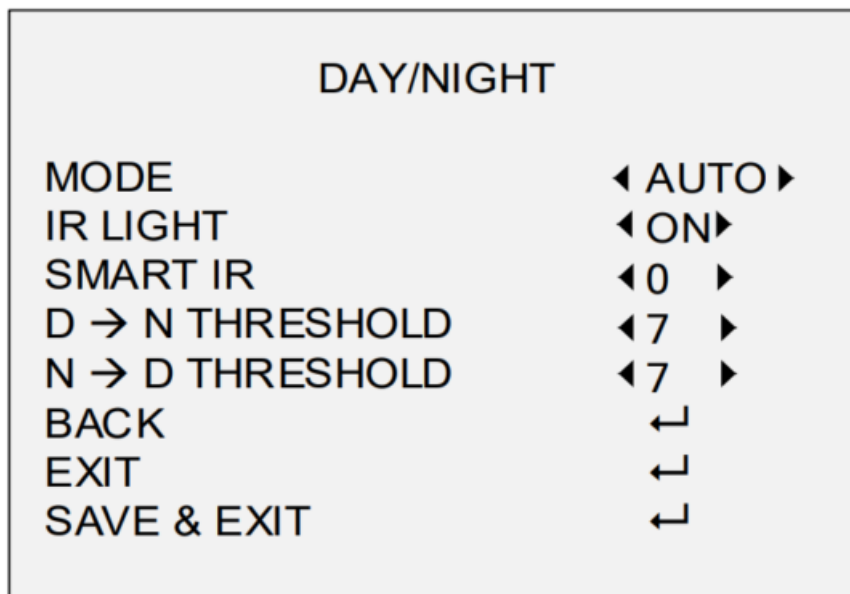 DAY/NIGHT
MODE AUTO
IR LIGHT ON
SMART IR 0
D → N THRESHOLD 7
N → D THRESHOLD 7
BACK
EXIT
SAVE & EXIT